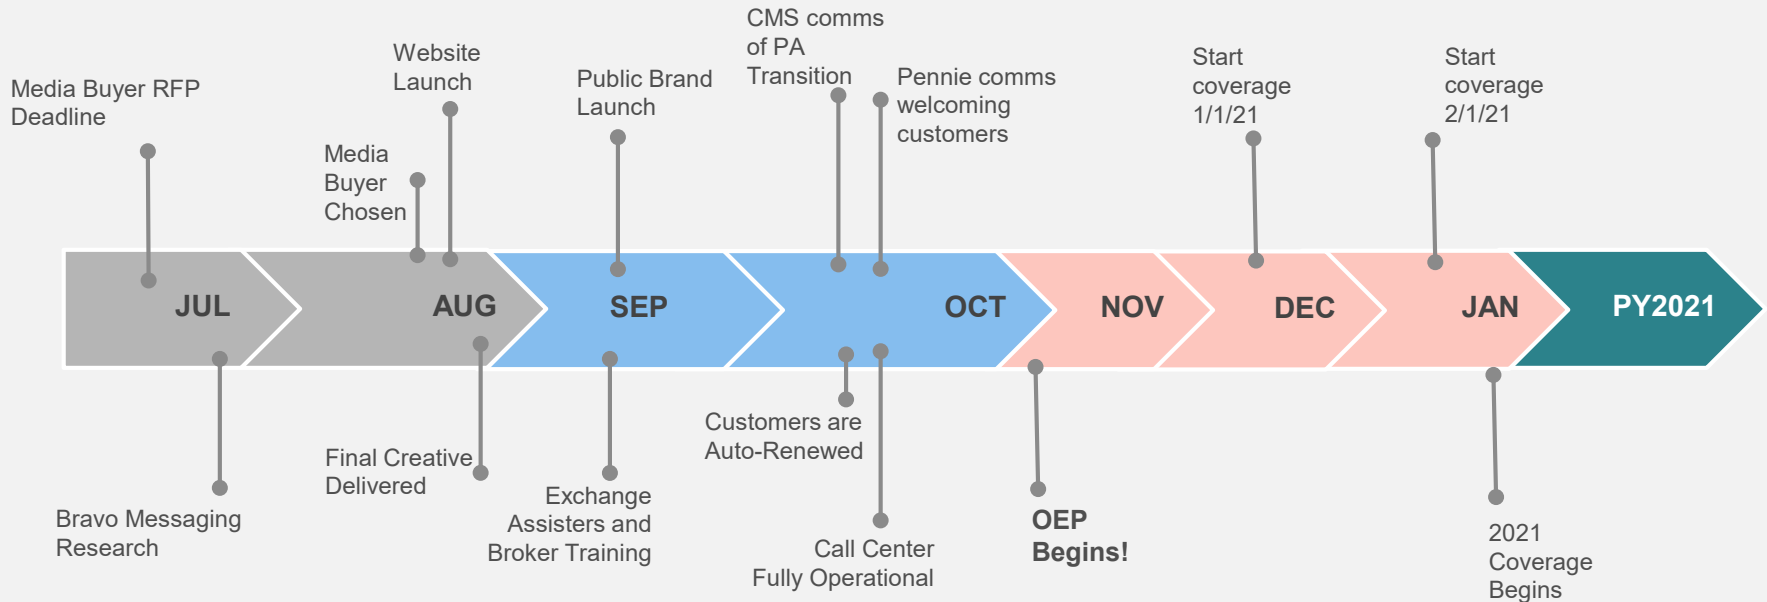 Media Buyer RFP
Deadline
Website
Launch
Media
Buyer
Chosen
Public Brand
Launch
CMS comms
of PA
Transition
Pennie comms
welcoming
customers
Start
coverage
1/1/21
Start
coverage
2/1/21
JUL
AUG
SEP
OCT
NOV
DEC
JAN
PY2021
Bravo Messaging
Research
Final Creative
Delivered
Exchange
Assisters and
Broker Training
Customers are
Auto-Renewed
Call Center
Fully Operational
OEP
Begins!
2021
Coverage
Begins